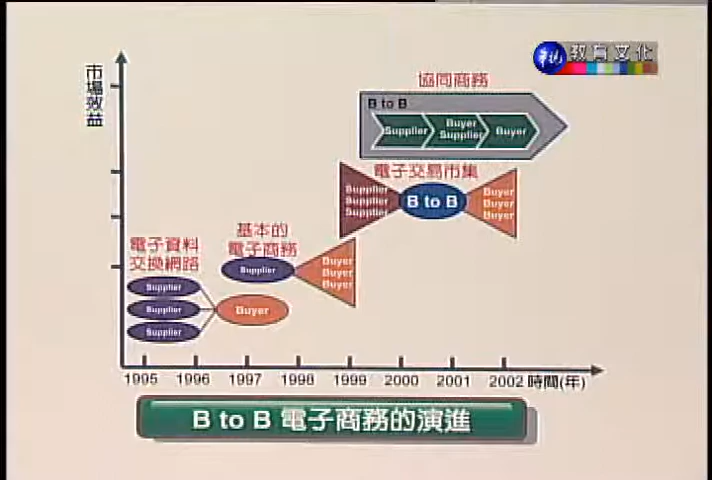 華視 教育文化
市場效益
協同商務
B to B
Supplier
Buyer
Supplier
Buyer
電子交易市集
Supplier
Supplier
Supplier
B to B
Buyer
Buyer
Buyer
基本的
電子商務
Supplier
Buyer
Buyer
Buyer
電子資料
交換網路
Supplier
Supplier
Supplier
Buyer
1995 1996 1997 1998 1999 2000 2001 2002 時間(年)
B to B 電子商務的演進